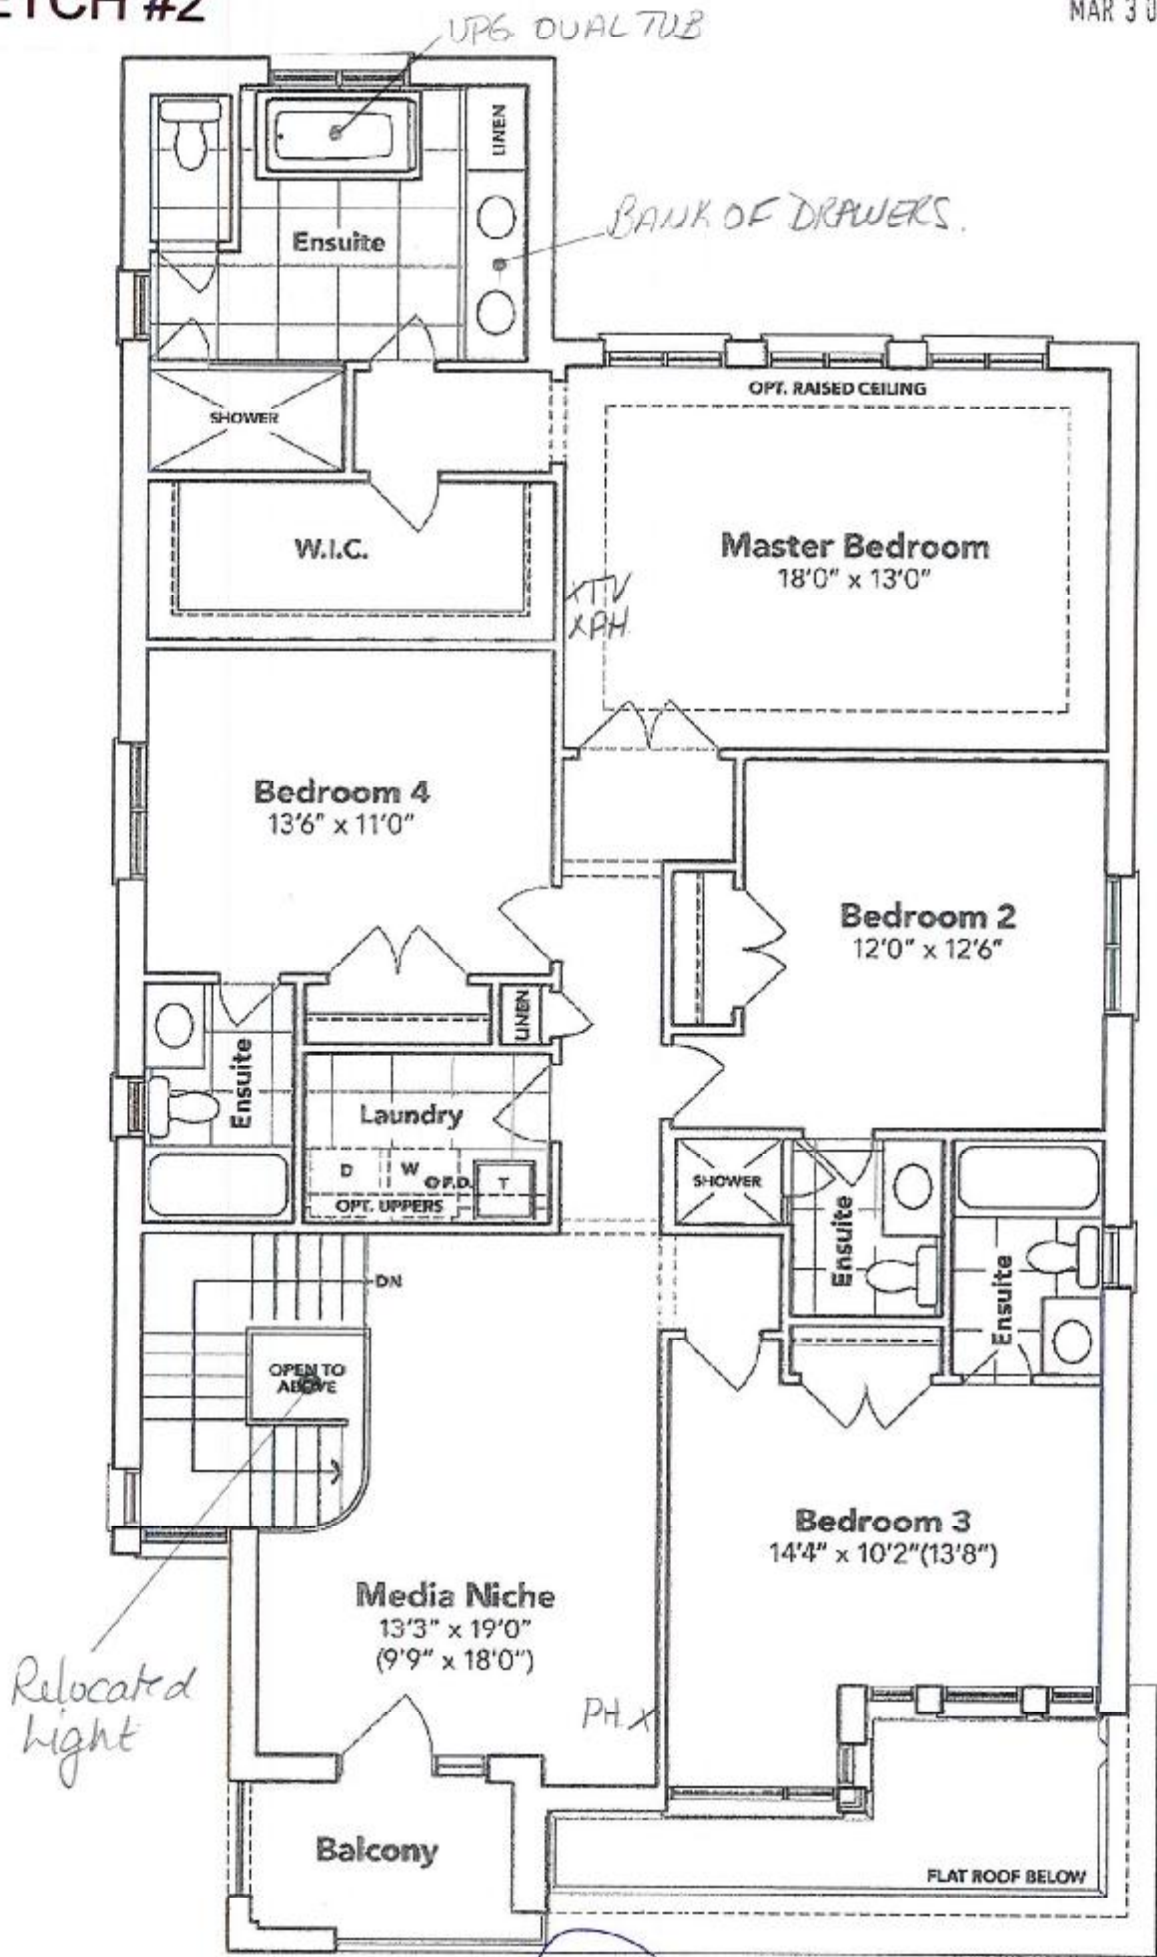 ETCH #2
MAR 3 0
UPG DUAL TUB
LINEN
BANK OF DRAWERS.
Ensuite
OPT. RAISED CEILING
SHOWER
Master Bedroom
18'0" x 13'0"
W.I.C.
XTV
XPH
Bedroom 4
13'6" x 11'0"
Bedroom 2
12'0" x 12'6"
LINEN
Ensuite
Laundry
D
W
F.D.
T
OPT. UPPERS
SHOWER
Ensuite
Ensuite
DN
OPEN TO
ABOVE
Bedroom 3
14'4" x 10'2"(13'8")
Media Niche
13'3" x 19'0"
(9'9" x 18'0")
Relocated
Light
PH. X
Balcony
FLAT ROOF BELOW